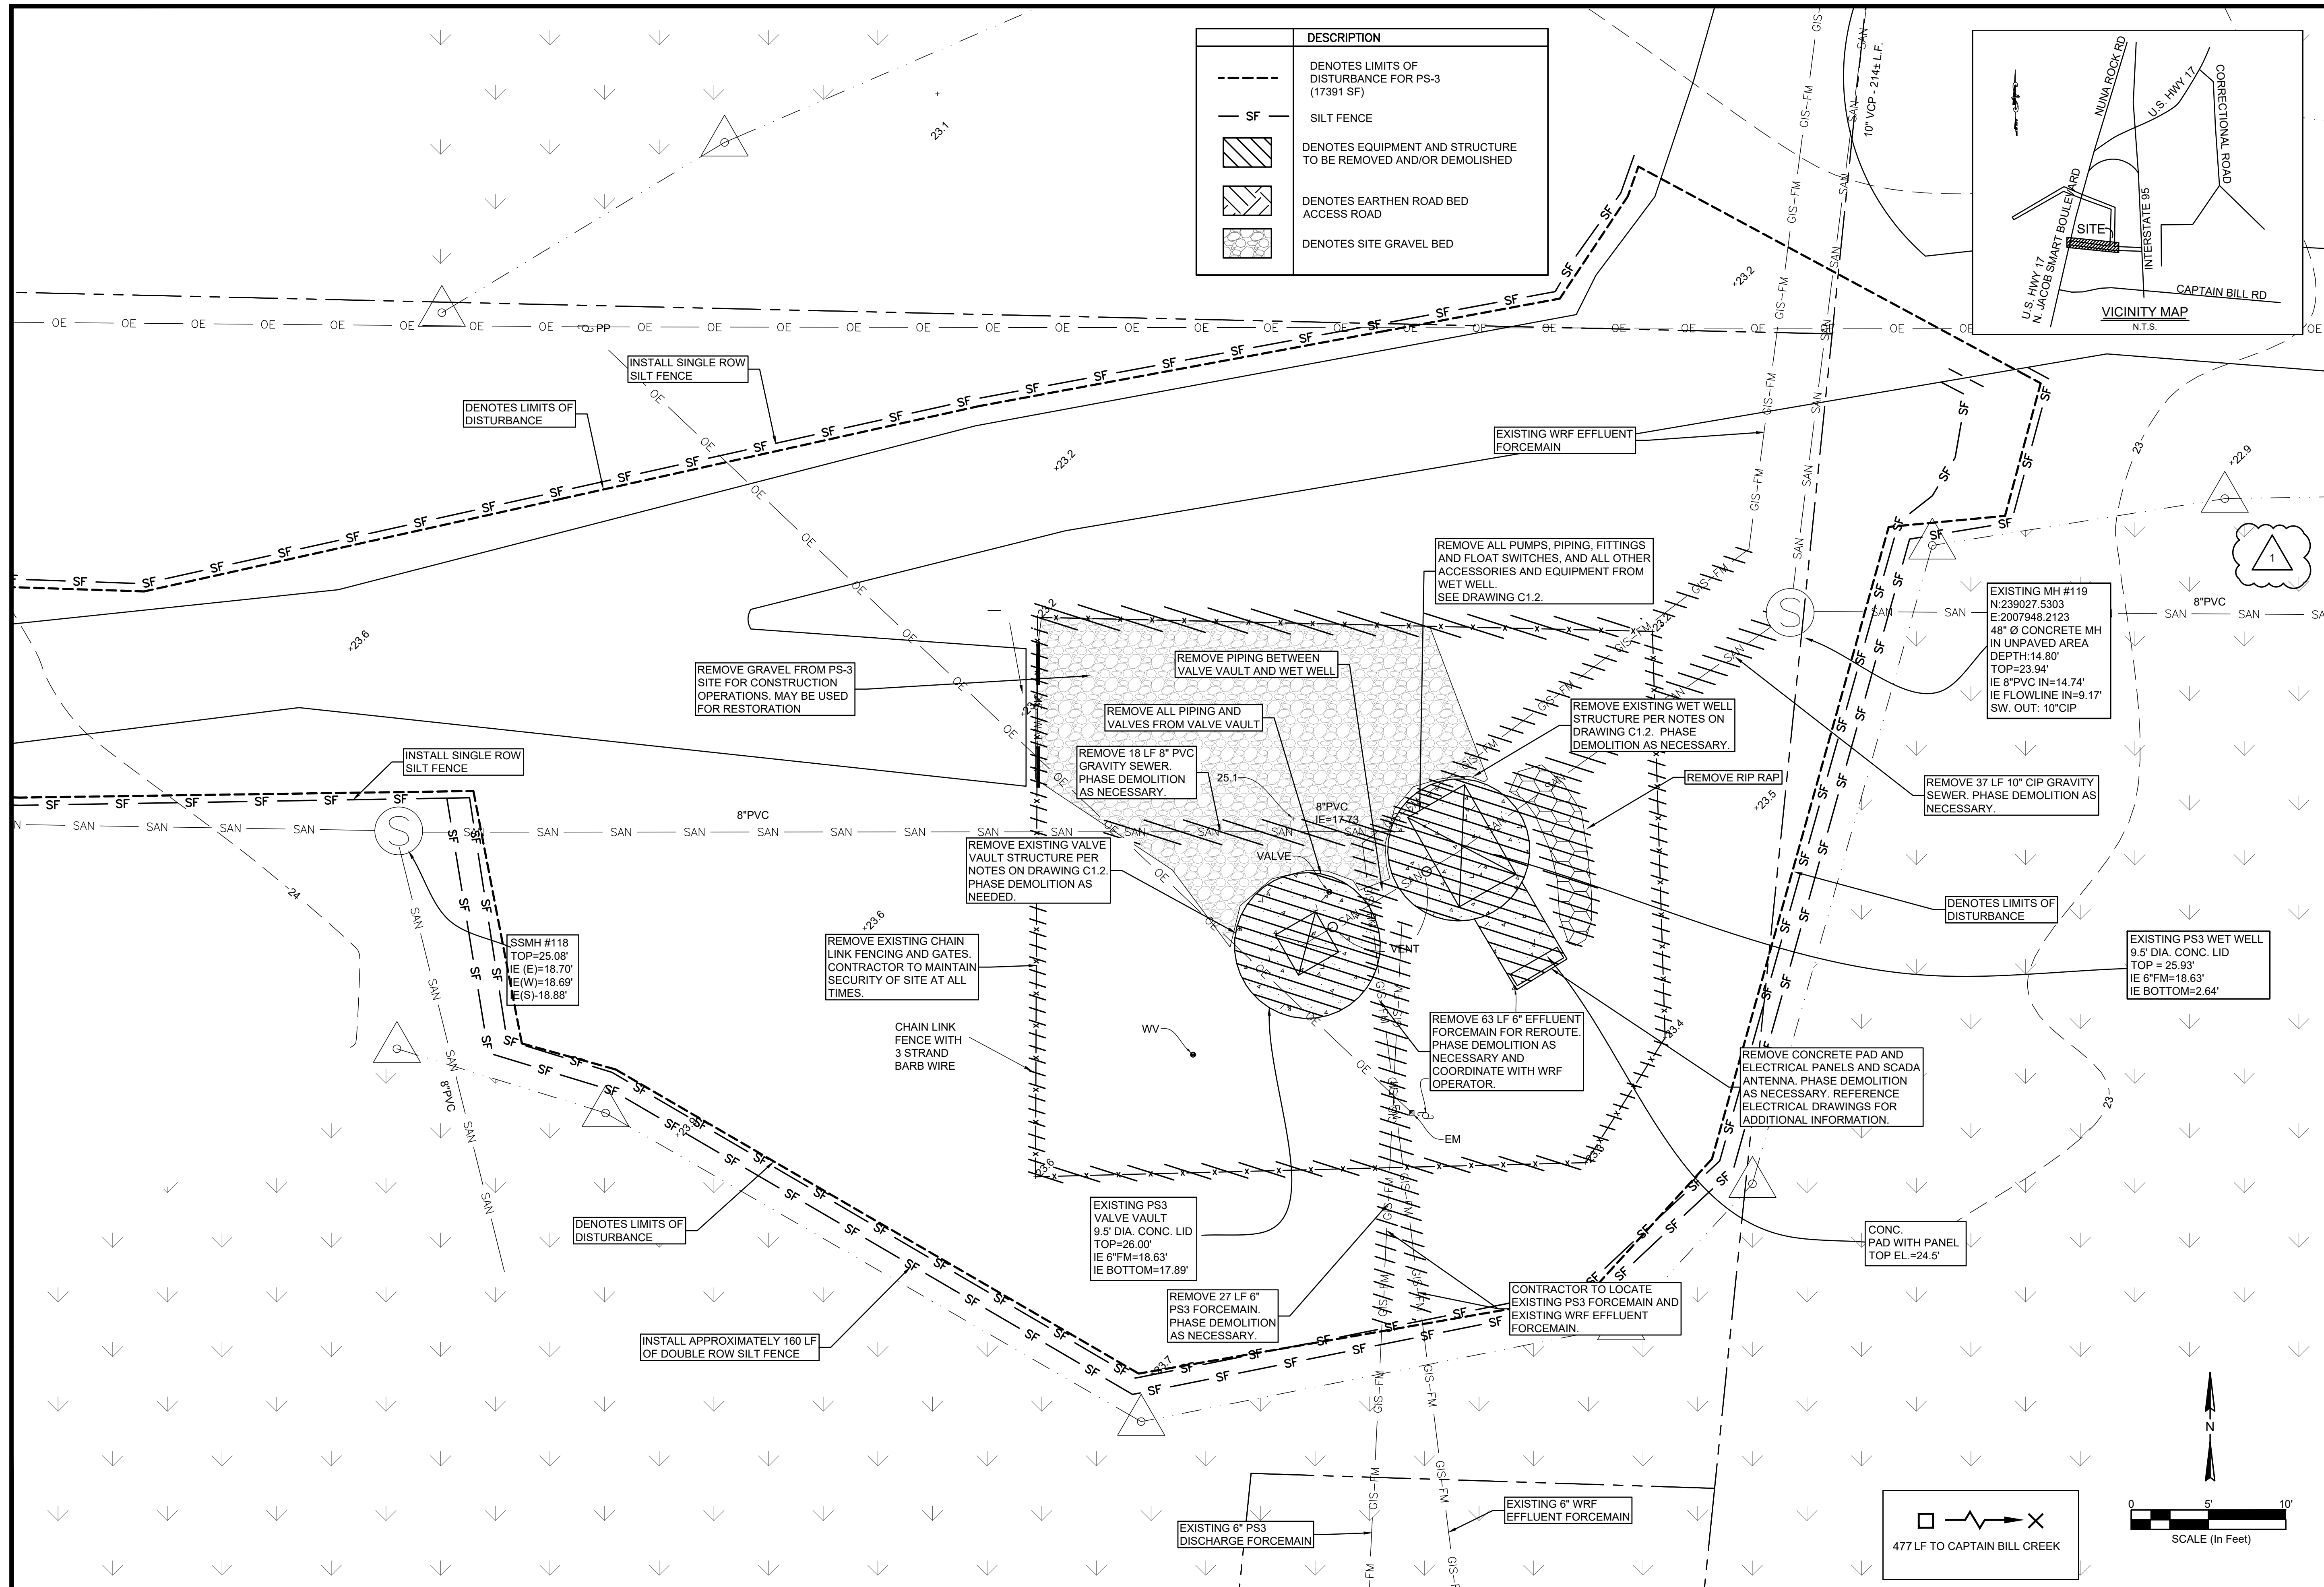 DESCRIPTION
DENOTES LIMITS OF
DISTURBANCE FOR PS-3
(17391 SF)
SF
SILT FENCE
DENOTES EQUIPMENT AND STRUCTURE
TO BE REMOVED AND/OR DEMOLISHED
DENOTES EARTHEN ROAD BED
ACCESS ROAD
DENOTES SITE GRAVEL BED
NUNA ROCK RD
U.S. HWY 17
CORRECTIONAL ROAD
U.S. HWY 17
N. JACOB SMART BOULEVARD
SITE
INTERSTATE 95
CAPTAIN BILL RD
VICINITY MAP
N.T.S.
10" VCP - 214± L.F.
23.1
23.2
PP
INSTALL SINGLE ROW
SILT FENCE
DENOTES LIMITS OF
DISTURBANCE
EXISTING WRF EFFLUENT
FORCEMAIN
23.2
23
22.9
1
REMOVE ALL PUMPS, PIPING, FITTINGS
AND FLOAT SWITCHES, AND ALL OTHER
ACCESSORIES AND EQUIPMENT FROM
WET WELL.
SEE DRAWING C1.2.
EXISTING MH #119
N:239027.5303
E:2007948.2123
48" Ø CONCRETE MH
IN UNPAVED AREA
DEPTH:14.80'
TOP=23.94'
IE 8"PVC IN=14.74'
IE FLOWLINE IN=9.17'
SW. OUT: 10"CIP
8"PVC
23.6
23.2
23.2
REMOVE GRAVEL FROM PS-3
SITE FOR CONSTRUCTION
OPERATIONS. MAY BE USED
FOR RESTORATION
REMOVE PIPING BETWEEN
VALVE VAULT AND WET WELL
REMOVE ALL PIPING AND
VALVES FROM VALVE VAULT
REMOVE EXISTING WET WELL
STRUCTURE PER NOTES ON
DRAWING C1.2. PHASE
DEMOLITION AS NECESSARY.
REMOVE 18 LF 8" PVC
GRAVITY SEWER.
PHASE DEMOLITION
AS NECESSARY.
25.1
8"PVC
IE=17.73
REMOVE RIP RAP
REMOVE 37 LF 10" CIP GRAVITY
SEWER. PHASE DEMOLITION AS
NECESSARY.
23.5
INSTALL SINGLE ROW
SILT FENCE
S
S
8"PVC
REMOVE EXISTING VALVE
VAULT STRUCTURE PER
NOTES ON DRAWING C1.2.
PHASE DEMOLITION AS
NEEDED.
VALVE
24
23.6
DENOTES LIMITS OF
DISTURBANCE
SSMH #118
TOP=25.08'
IE (E)=18.70'
IE(W)=18.69'
IE(S)-18.88'
REMOVE EXISTING CHAIN
LINK FENCING AND GATES.
CONTRACTOR TO MAINTAIN
SECURITY OF SITE AT ALL
TIMES.
VENT
EXISTING PS3 WET WELL
9.5' DIA. CONC. LID
TOP = 25.93'
IE 6"FM=18.63'
IE BOTTOM=2.64'
CHAIN LINK
FENCE WITH
3 STRAND
BARB WIRE
WV
REMOVE 63 LF 6" EFFLUENT
FORCEMAIN FOR REROUTE.
PHASE DEMOLITION AS
NECESSARY AND
COORDINATE WITH WRF
OPERATOR.
23.4
REMOVE CONCRETE PAD AND
ELECTRICAL PANELS AND SCADA
ANTENNA. PHASE DEMOLITION
AS NECESSARY. REFERENCE
ELECTRICAL DRAWINGS FOR
ADDITIONAL INFORMATION.
8"PVC
EM
23
23.6
DENOTES LIMITS OF
DISTURBANCE
EXISTING PS3
VALVE VAULT
9.5' DIA. CONC. LID
TOP=26.00'
IE 6"FM=18.63'
IE BOTTOM=17.89'
CONC.
PAD WITH PANEL
TOP EL.=24.5'
REMOVE 27 LF 6"
PS3 FORCEMAIN.
PHASE DEMOLITION
AS NECESSARY.
CONTRACTOR TO LOCATE
EXISTING PS3 FORCEMAIN AND
EXISTING WRF EFFLUENT
FORCEMAIN.
INSTALL APPROXIMATELY 160 LF
OF DOUBLE ROW SILT FENCE
EXISTING 6" PS3
DISCHARGE FORCEMAIN
EXISTING 6" WRF
EFFLUENT FORCEMAIN
477 LF TO CAPTAIN BILL CREEK
N
0 5' 10'
SCALE (In Feet)